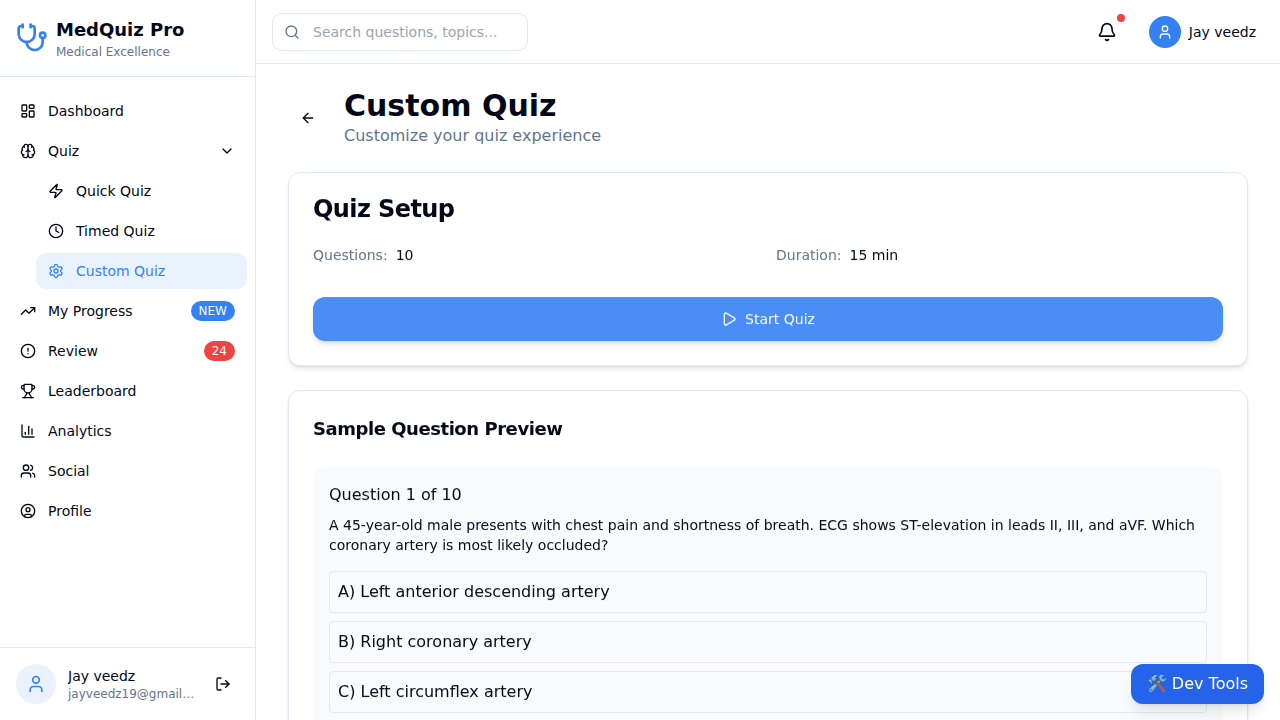 MedQuiz Pro
Medical Excellence
Search questions, topics...
Jay veedz
Dashboard
Quiz
Quick Quiz
Timed Quiz
Custom Quiz
My Progress
NEW
Review
24
Leaderboard
Analytics
Social
Profile
Jay veedz
jayveedz19@gmail...
Custom Quiz
Customize your quiz experience
Quiz Setup
Questions: 10
Duration: 15 min
Start Quiz
Sample Question Preview
Question 1 of 10
A 45-year-old male presents with chest pain and shortness of breath. ECG shows ST-elevation in leads II, III, and aVF. Which
coronary artery is most likely occluded?
A) Left anterior descending artery
B) Right coronary artery
C) Left circumflex artery
🛠️ Dev Tools